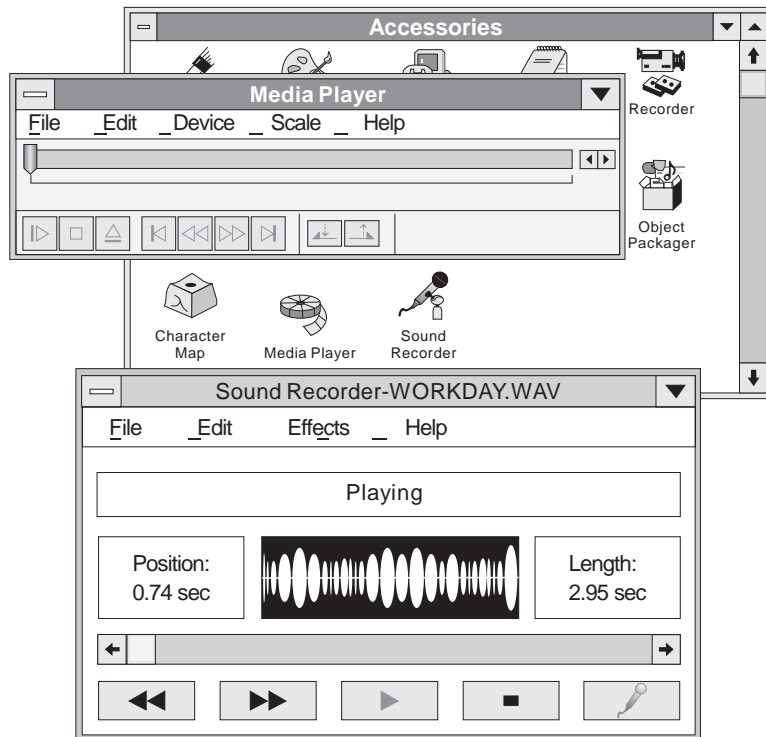 Accessories
Recorder
Media Player
File Edit Device Scale Help
Object
Packager
Character
Map
Media Player
Sound
Recorder
Sound Recorder-WORKDAY.WAV
File Edit Effects Help
Playing
Position:
0.74 sec
Length:
2.95 sec